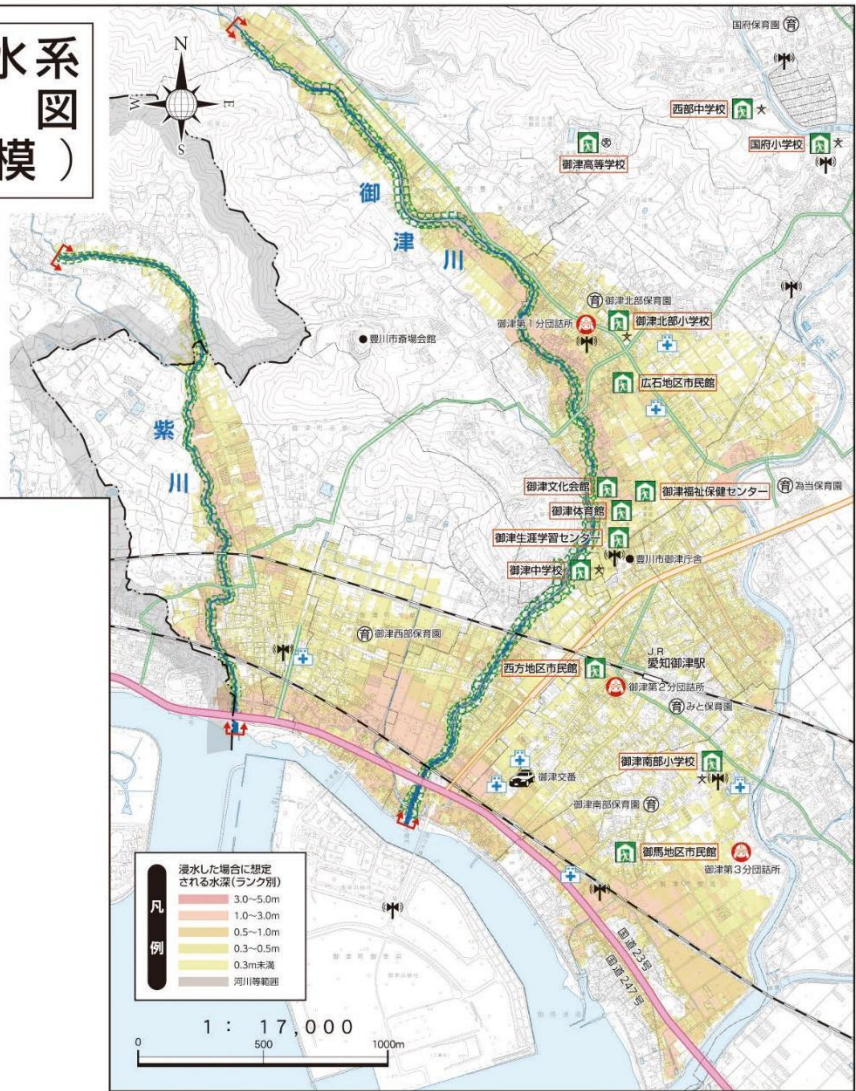 水系
図
模）
N
W
E
S
国府保育園
育
西部中学校
文
国府小学校
文
御津高等学校
御
津
川
育
御津北部保育園
御津第1分団詰所
御津北部小学校
文
豊川市斎場会館
広石地区市民館
紫
川
御津文化会館
御津福祉保健センター
育
為当保育園
御津体育館
御津生涯学習センター
豊川市御津庁舎
御津中学校
文
育
御津西部保育園
JR
愛知御津駅
西方地区市民館
御津第2分団詰所
育
みと保育園
御津南部小学校
文
御津交番
御津南部保育園
育
御馬地区市民館
御津第3分団詰所
国道23号
国道247号
凡
例
浸水した場合に想定
される水深（ランク別）
3.0～5.0m
1.0～3.0m
0.5～1.0m
0.3～0.5m
0.3m未満
河川等範囲
1 ： 17,000
0
500
1000m